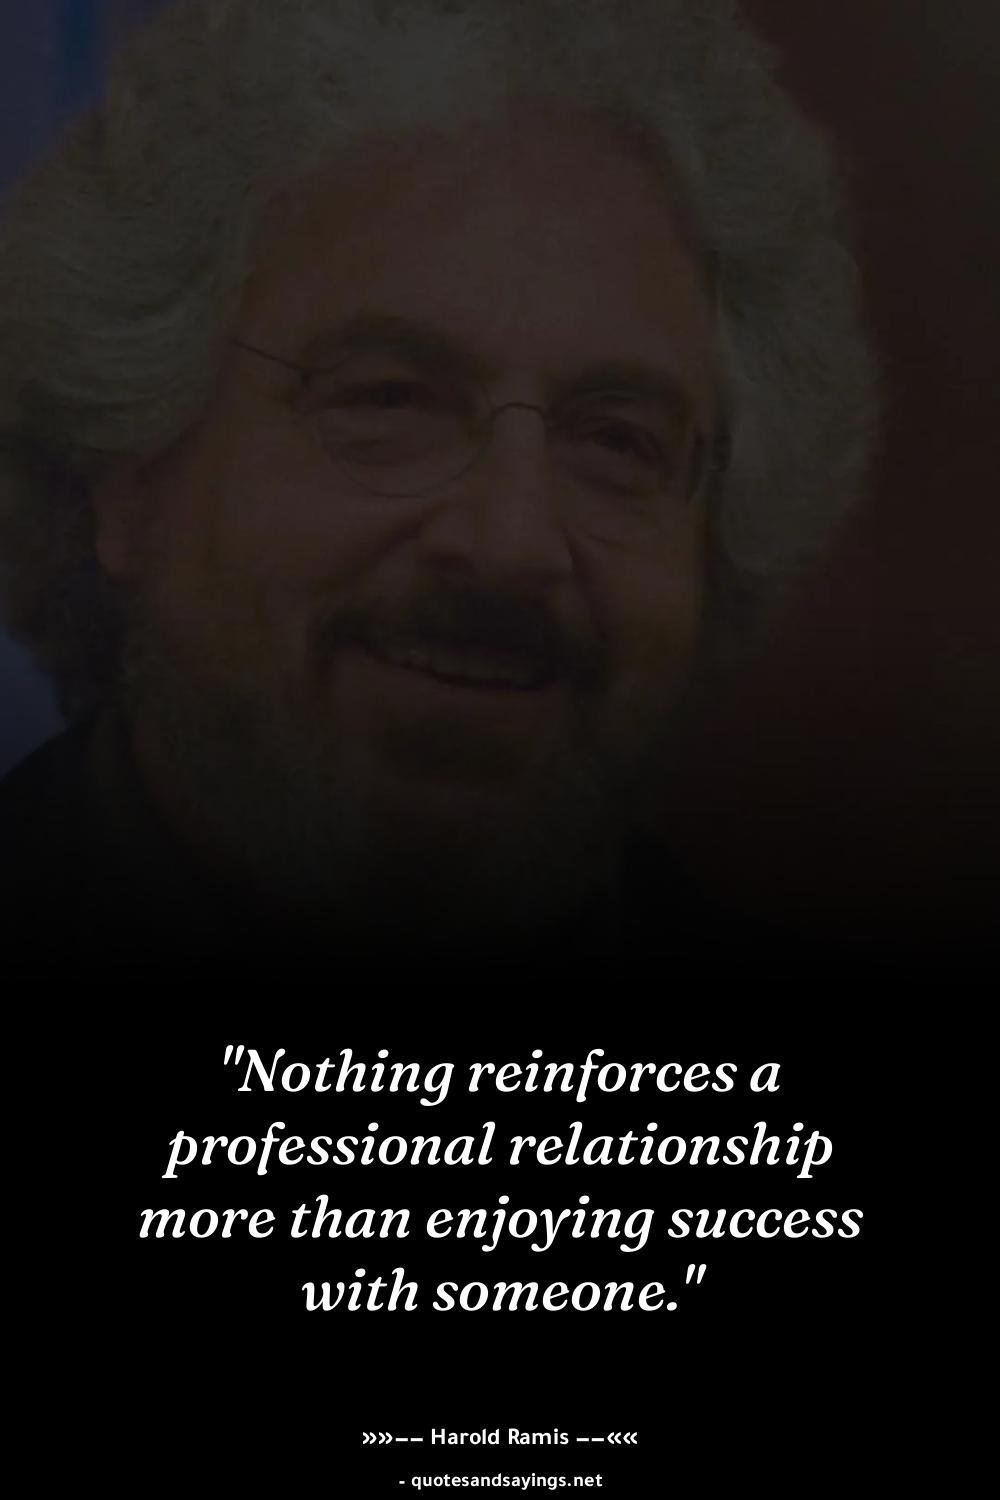 "Nothing reinforces a
professional relationship
more than enjoying success
with someone."
»»—— Harold Ramis ——««
- quotesandsayings.net